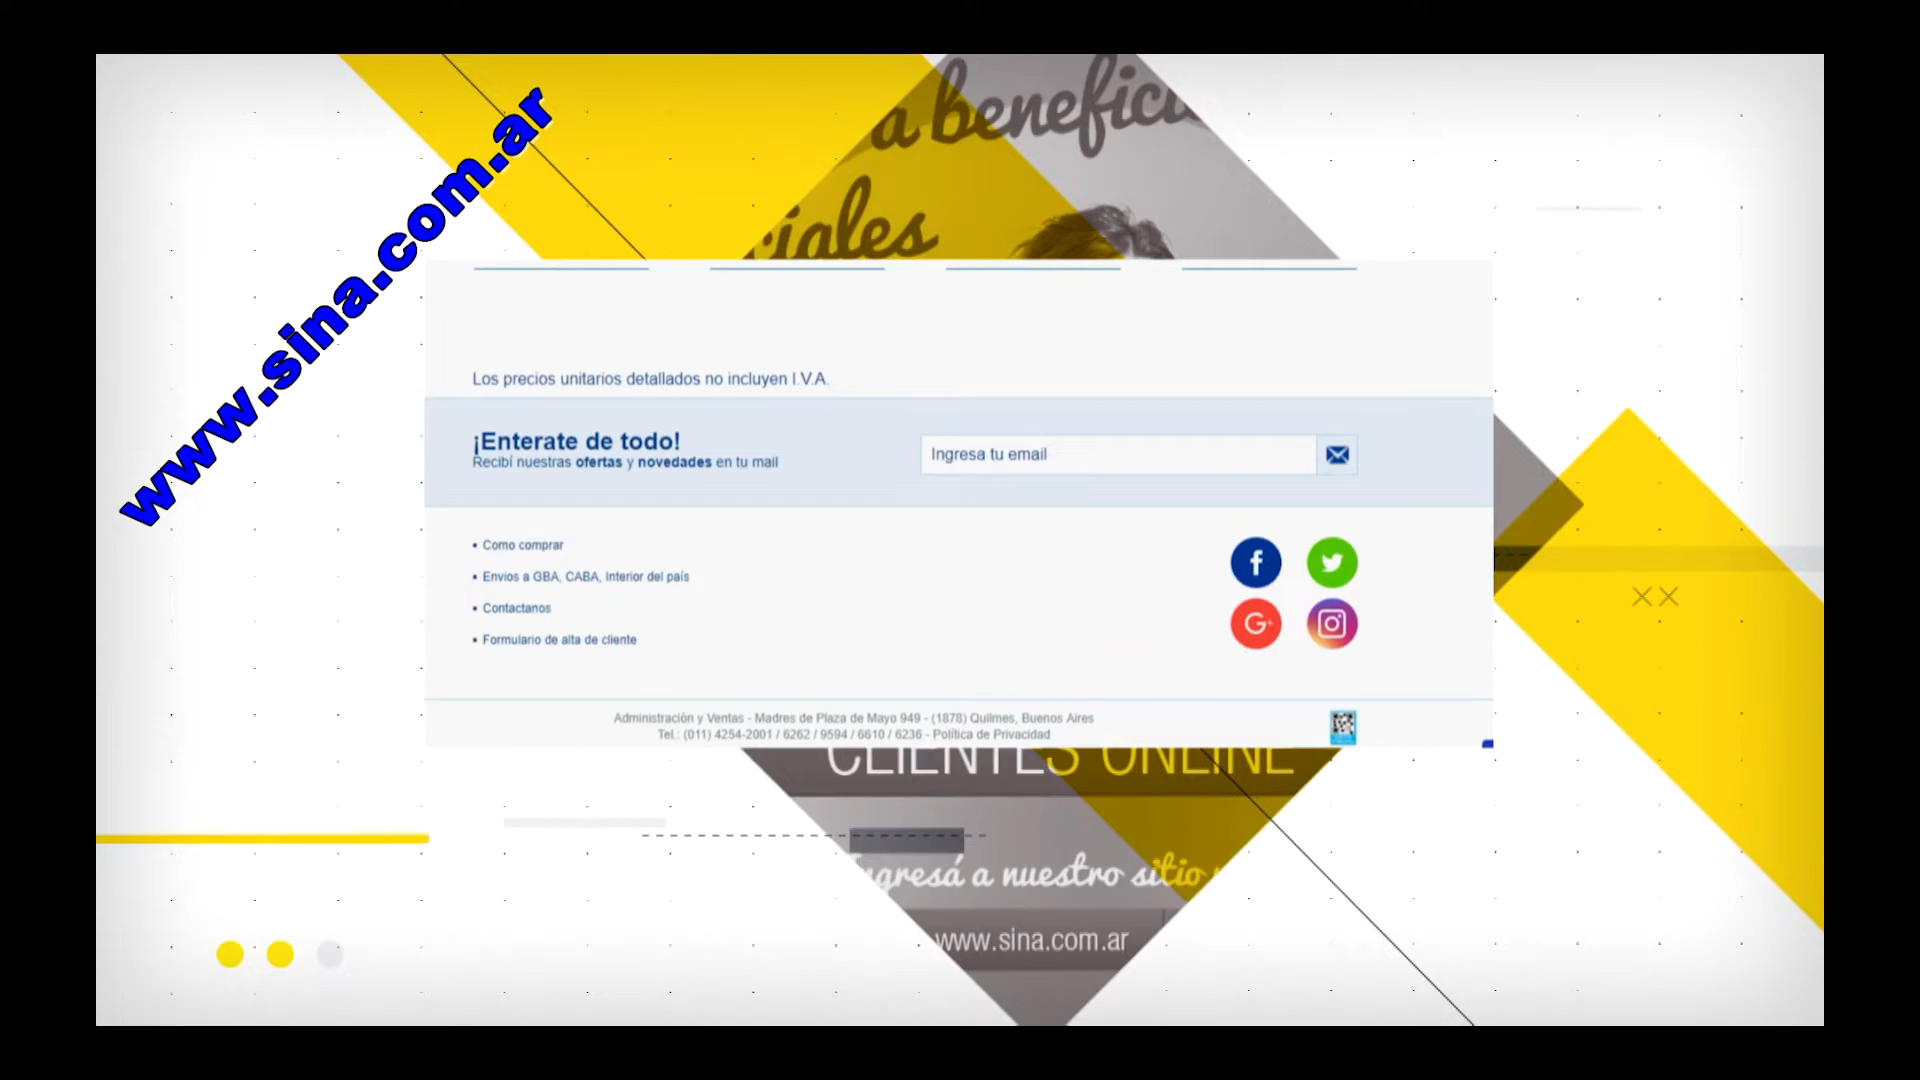 a benefici
riales
www.sina.com.ar
Los precios unitarios detallados no incluyen I.V.A.
¡Enterate de todo!
Recibí nuestras ofertas y novedades en tu mail
Ingresa tu email
• Como comprar
• Envios a GBA, CABA, Interior del país
• Contactanos
• Formulario de alta de cliente
Administración y Ventas - Madres de Plaza de Mayo 949 - (1878) Quilmes, Buenos Aires
Tel.: (011) 4254-2001 / 6262 / 9594 / 6610 / 6236 - Política de Privacidad
CLIENTES ONLINE
Ingresá a nuestro sitio
www.sina.com.ar